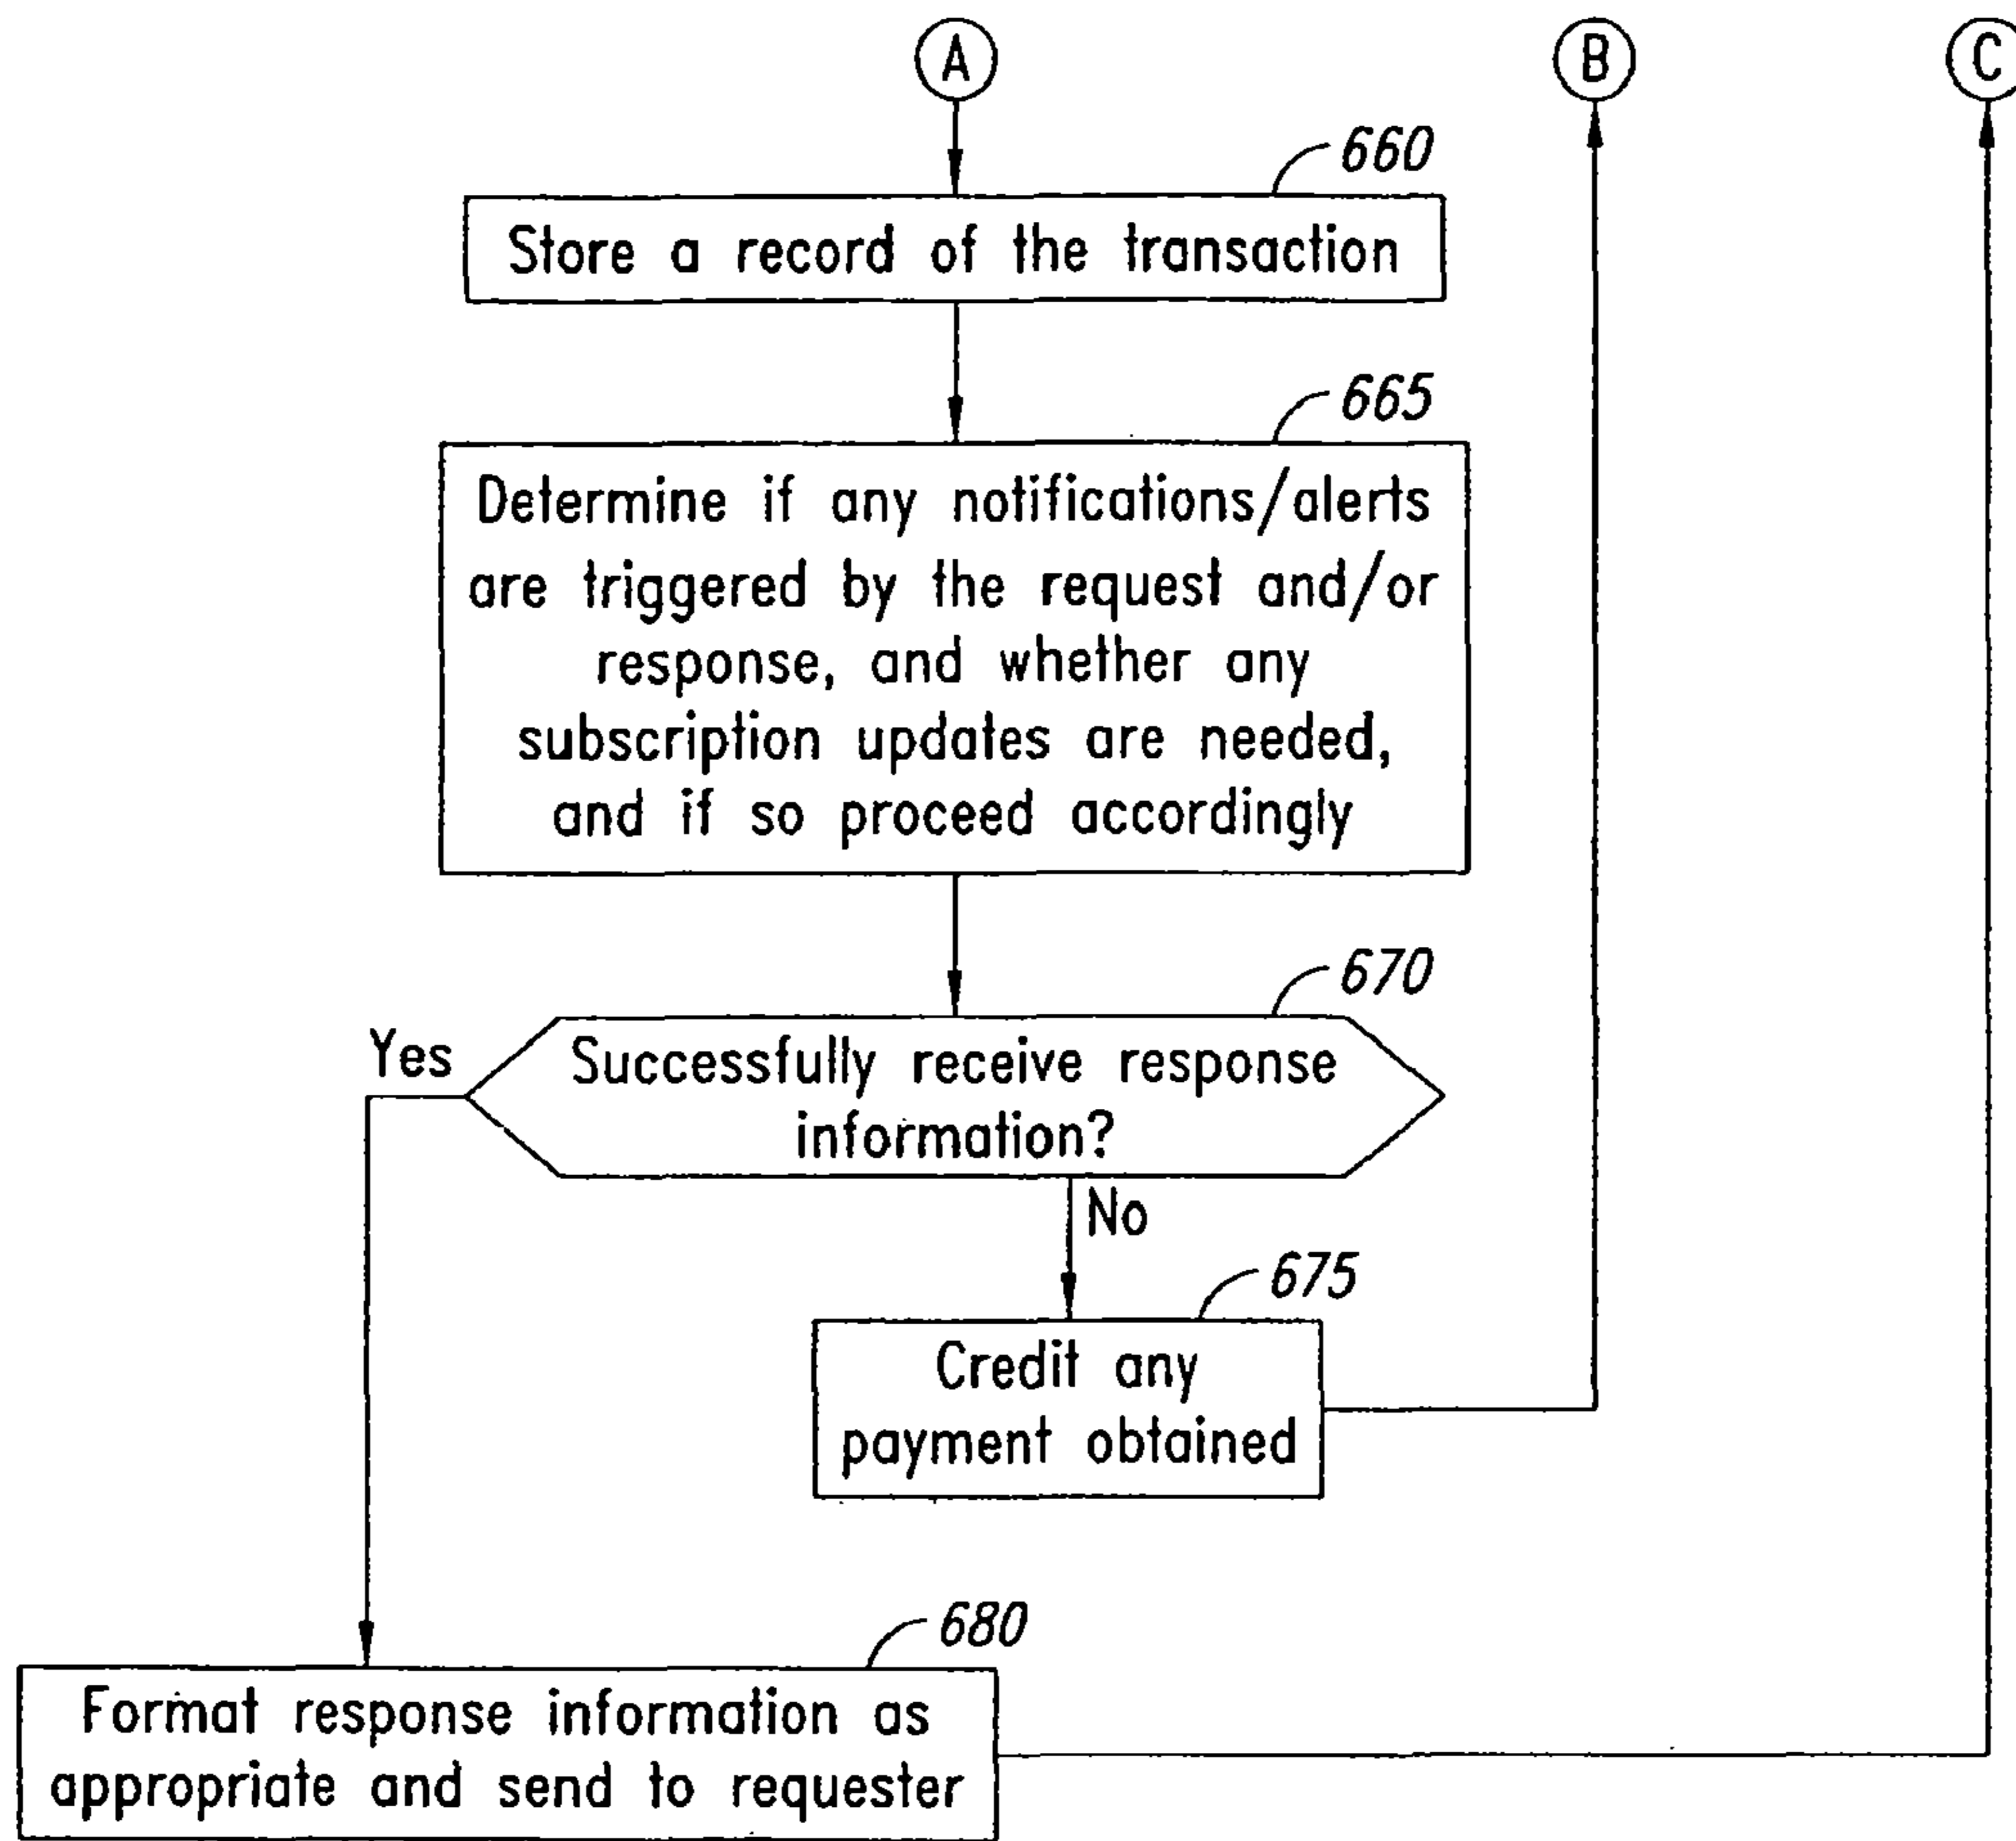 A
B
C
660
Store a record of the transaction
665
Determine if any notifications/alerts
are triggered by the request and/or
response, and whether any
subscription updates are needed,
and if so proceed accordingly
670
Yes
Successfully receive response
information?
No
675
Credit any
payment obtained
680
Format response information as
appropriate and send to requester